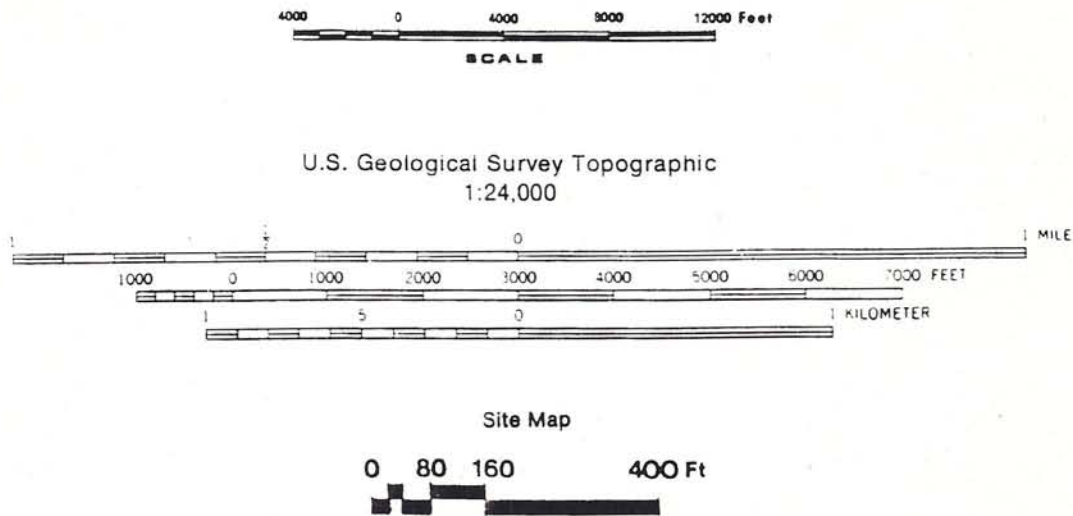 4000 0 4000 8000 12000 Feet
SCALE
U.S. Geological Survey Topographic
1:24,000
1 ½ 0 1 MILE
1000 0 1000 2000 3000 4000 5000 6000 7000 FEET
1 5 0 1 KILOMETER
Site Map
0 80 160 400 Ft